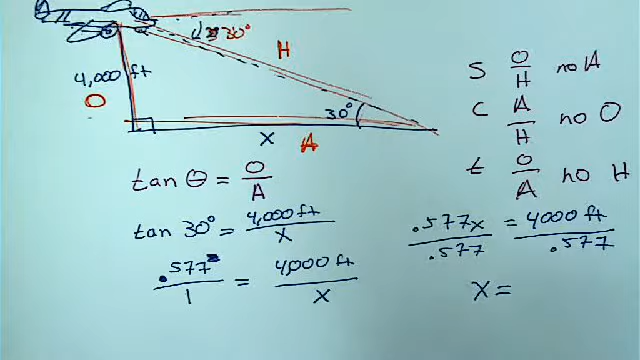 30°
H
4,000 ft
O
30°
X
A
S O/H no A
C A/H no O
t O/A no H
tan θ = O/A
tan 30° = 4,000 ft/X
.577/1 = 4,000 ft/X
.577x/.577 = 4000 ft/.577
X =